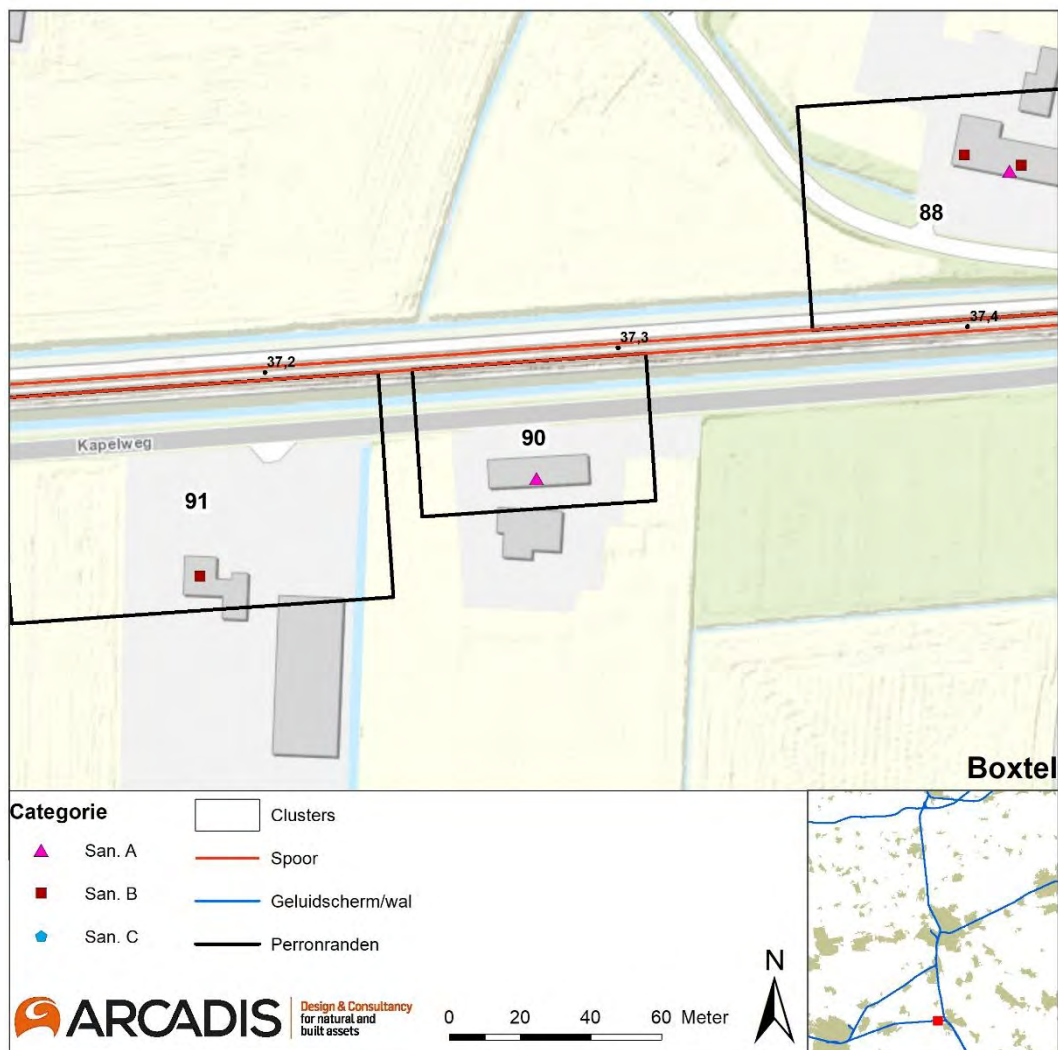 88
37,4
37,3
37,2
Kapelweg
90
91
Boxtel
Categorie
San. A
San. B
San. C
Clusters
Spoor
Geluidscherm/wal
Perronranden
ARCADIS
Design & Consultancy
for natural and
built assets
0 20 40 60 Meter
N